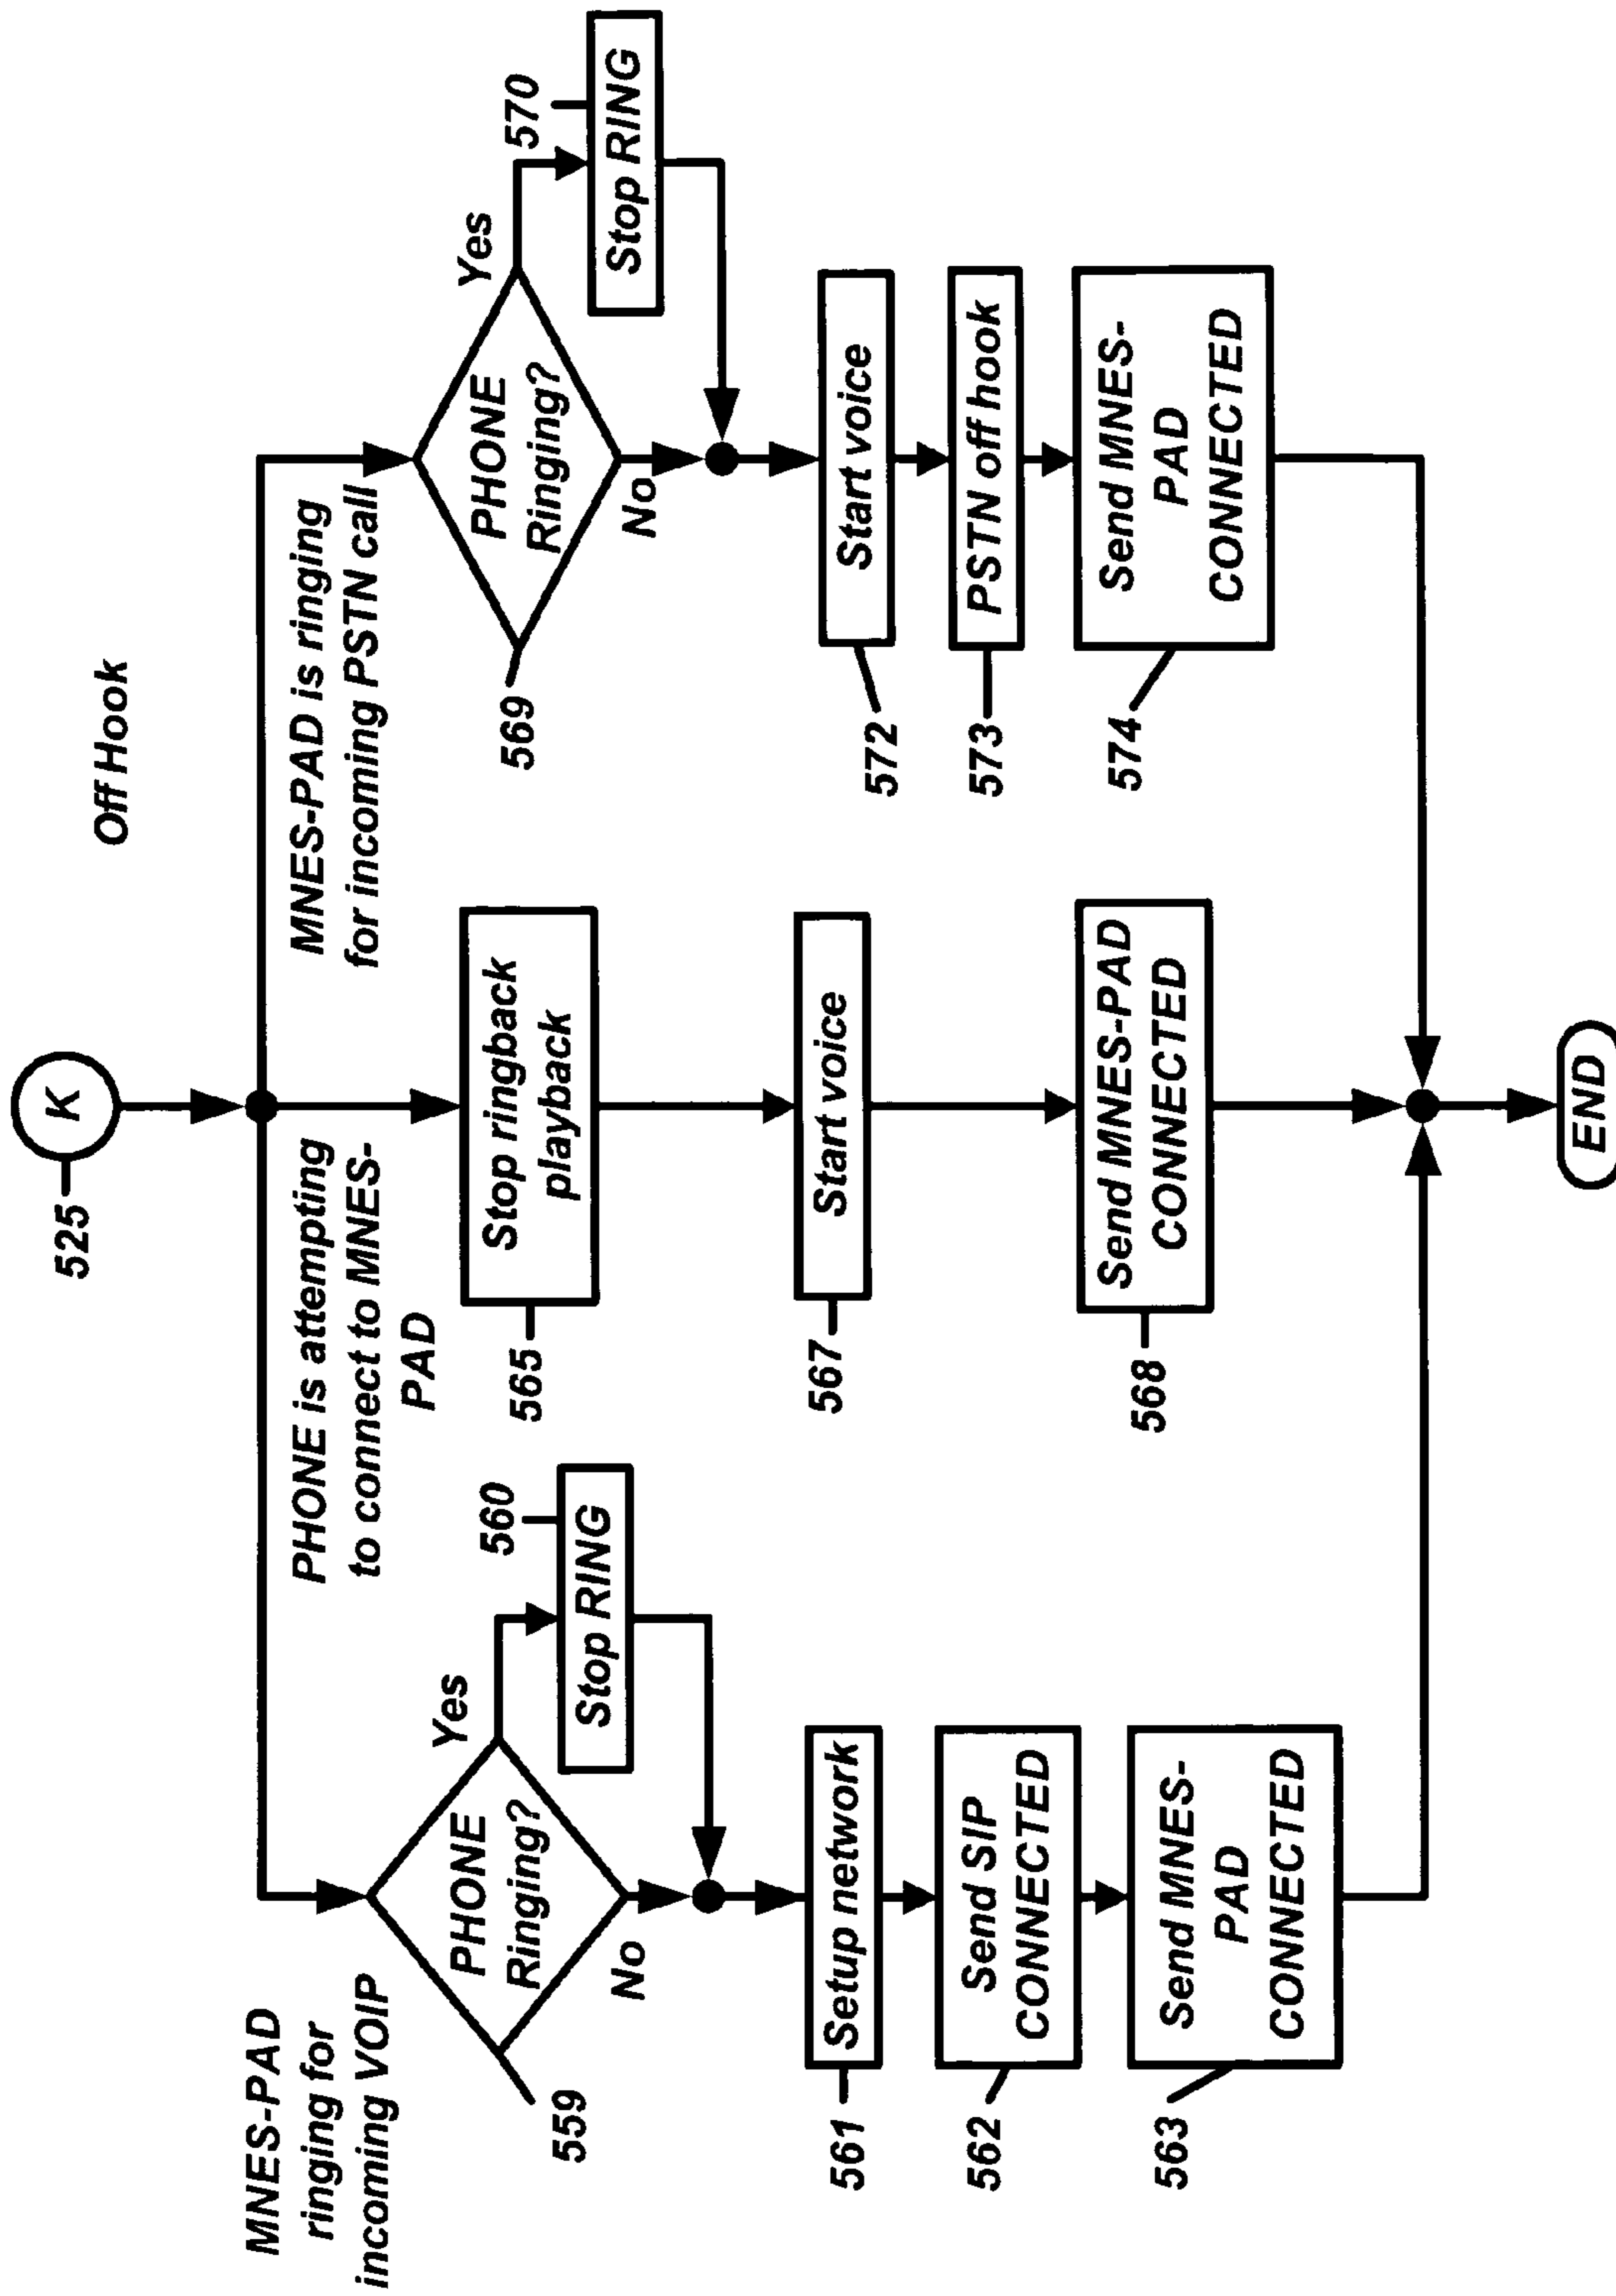 Off Hook
525
K
MNES-PAD
ringing for
incoming VOIP
PHONE is attempting
to connect to MNES-
PAD
MNES-PAD is ringing
for incoming PSTN call
PHONE
Ringing?
Yes
No
559
560
Stop RING
561
Setup network
562
Send SIP
CONNECTED
563
Send MNES-
PAD
CONNECTED
565
Stop ringback
playback
567
Start voice
568
Send MNES-PAD
CONNECTED
PHONE
Ringing?
Yes
No
569
570
Stop RING
572
Start voice
573
PSTN off hook
574
Send MNES-
PAD
CONNECTED
END